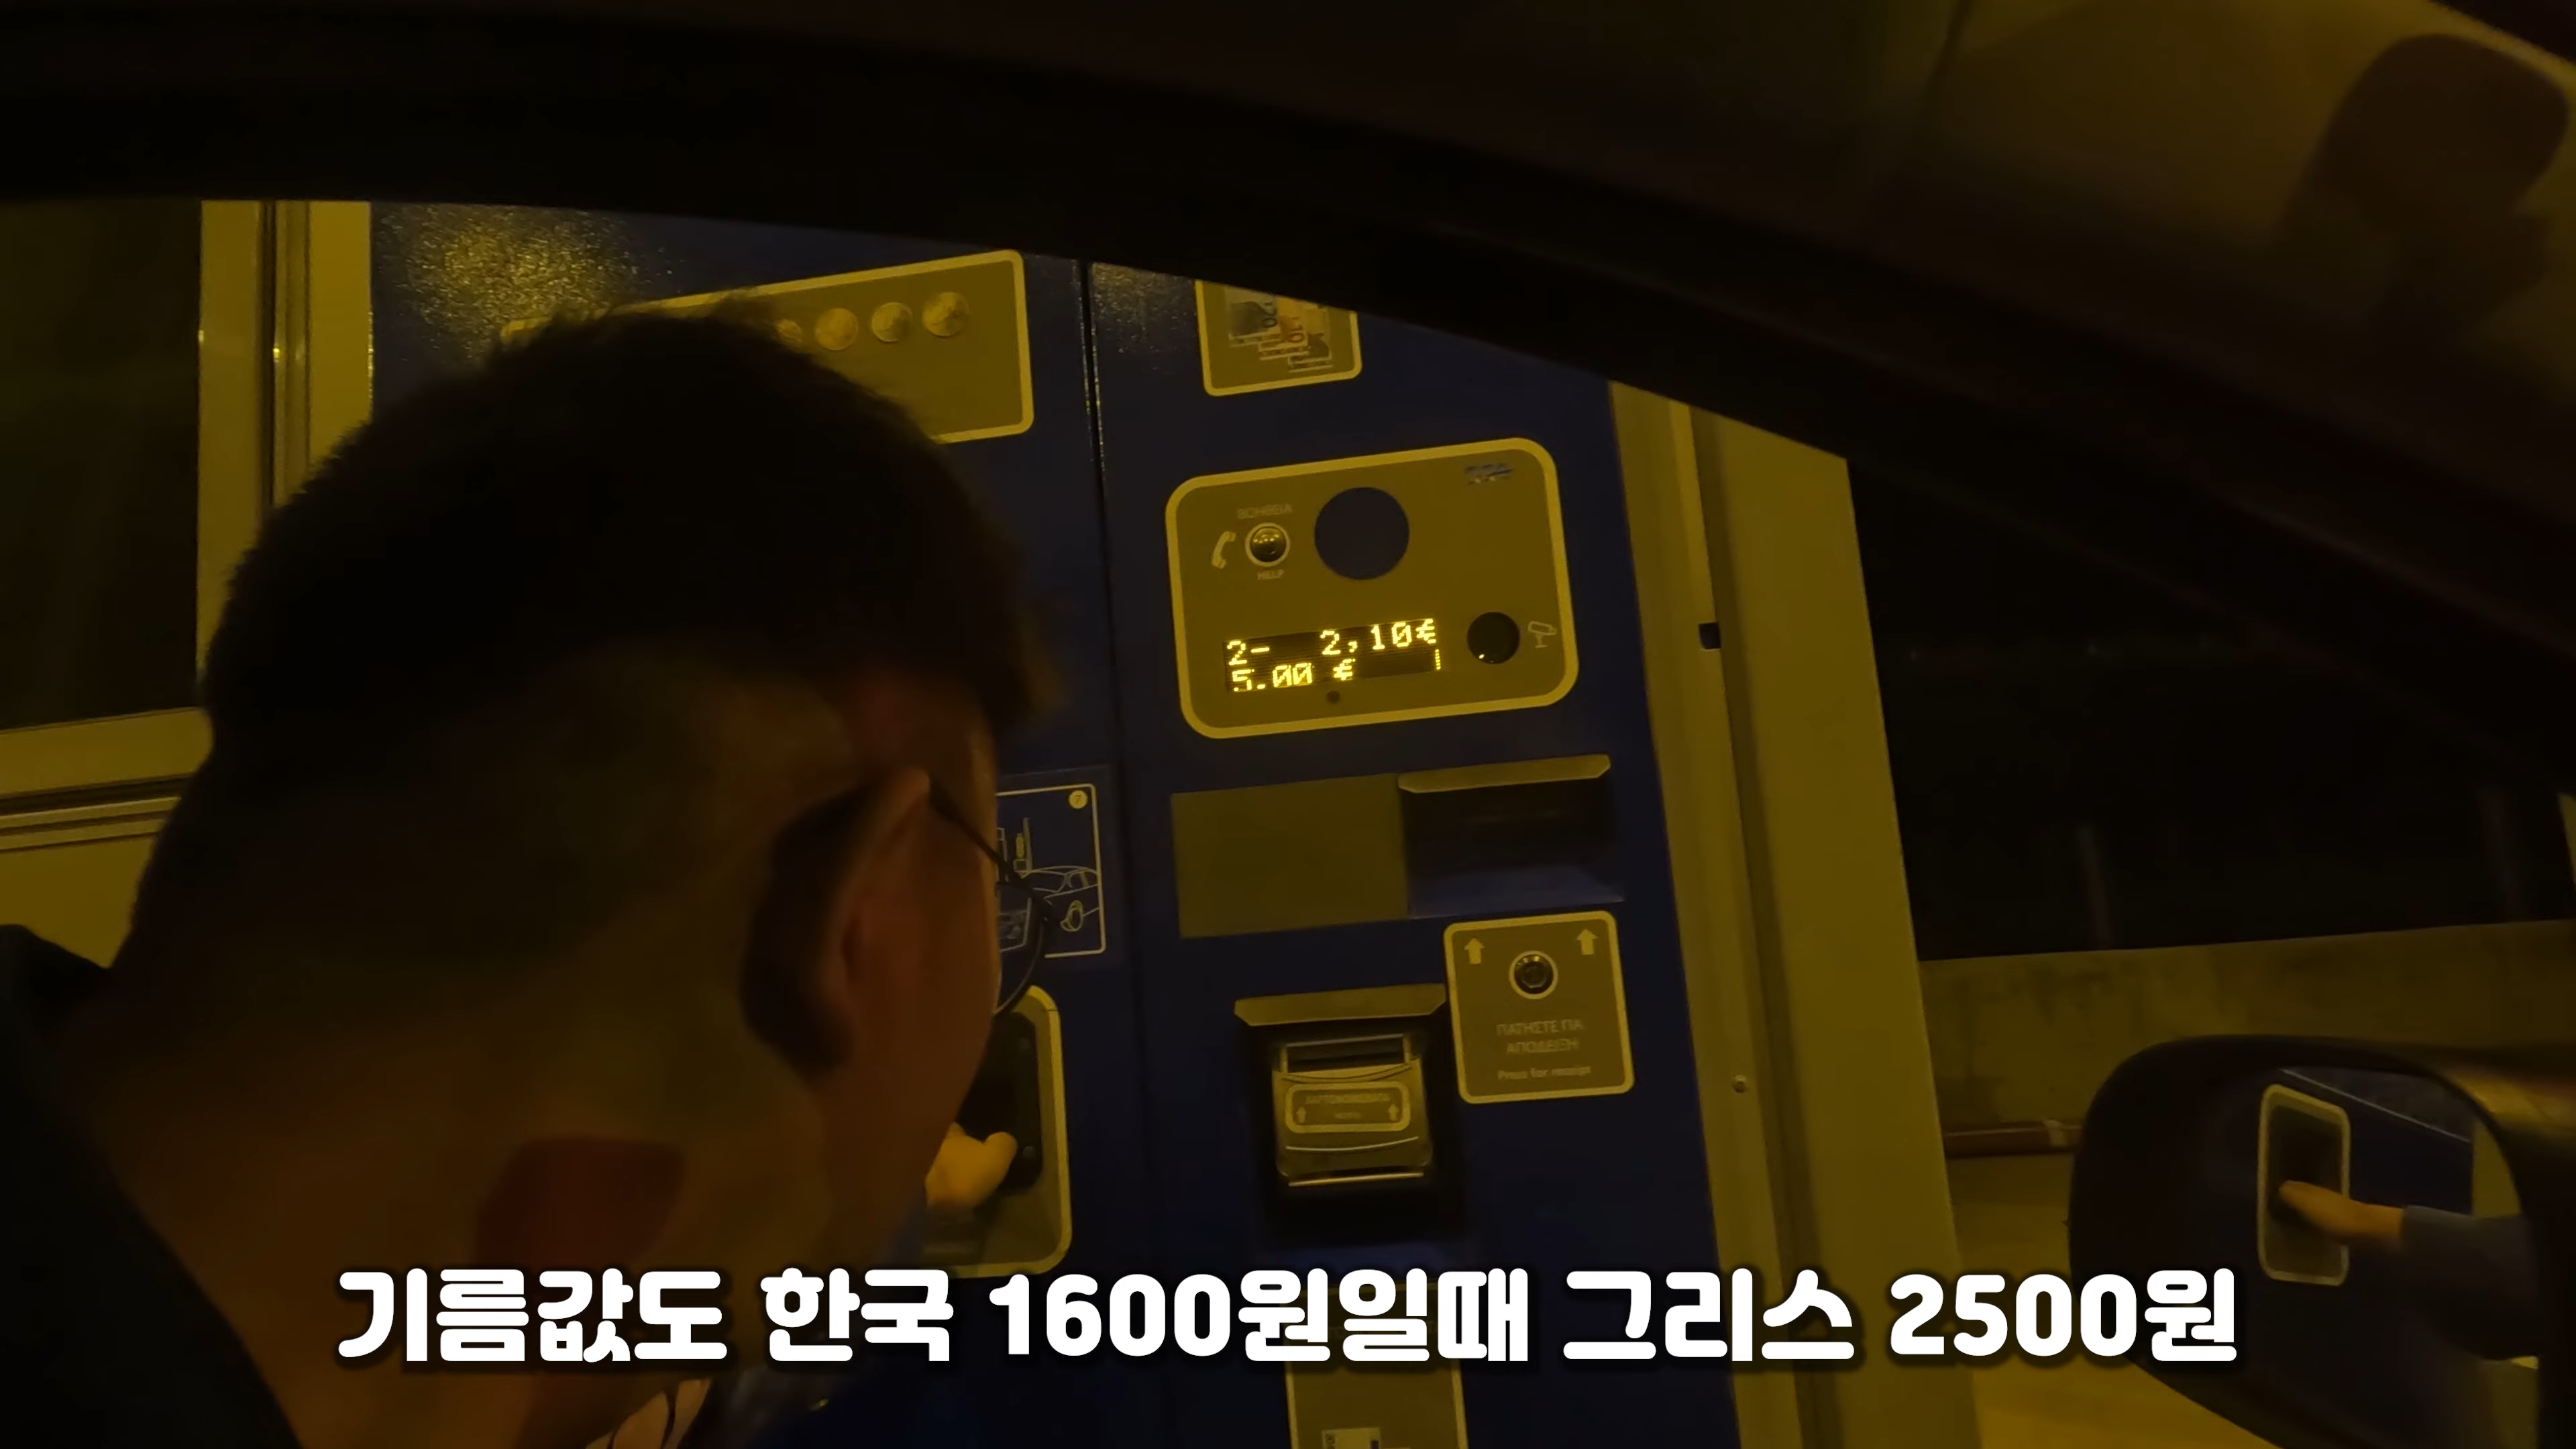 ΒΟΗΘΕΙΑ
HELP
2- 2,10€
5.00 €
7
ΠΑΤΗΣΤΕ ΓΙΑ
ΑΠΟΔΕΙΞΗ
Press for receipt
기름값도 한국 1600원일때 그리스 2500원